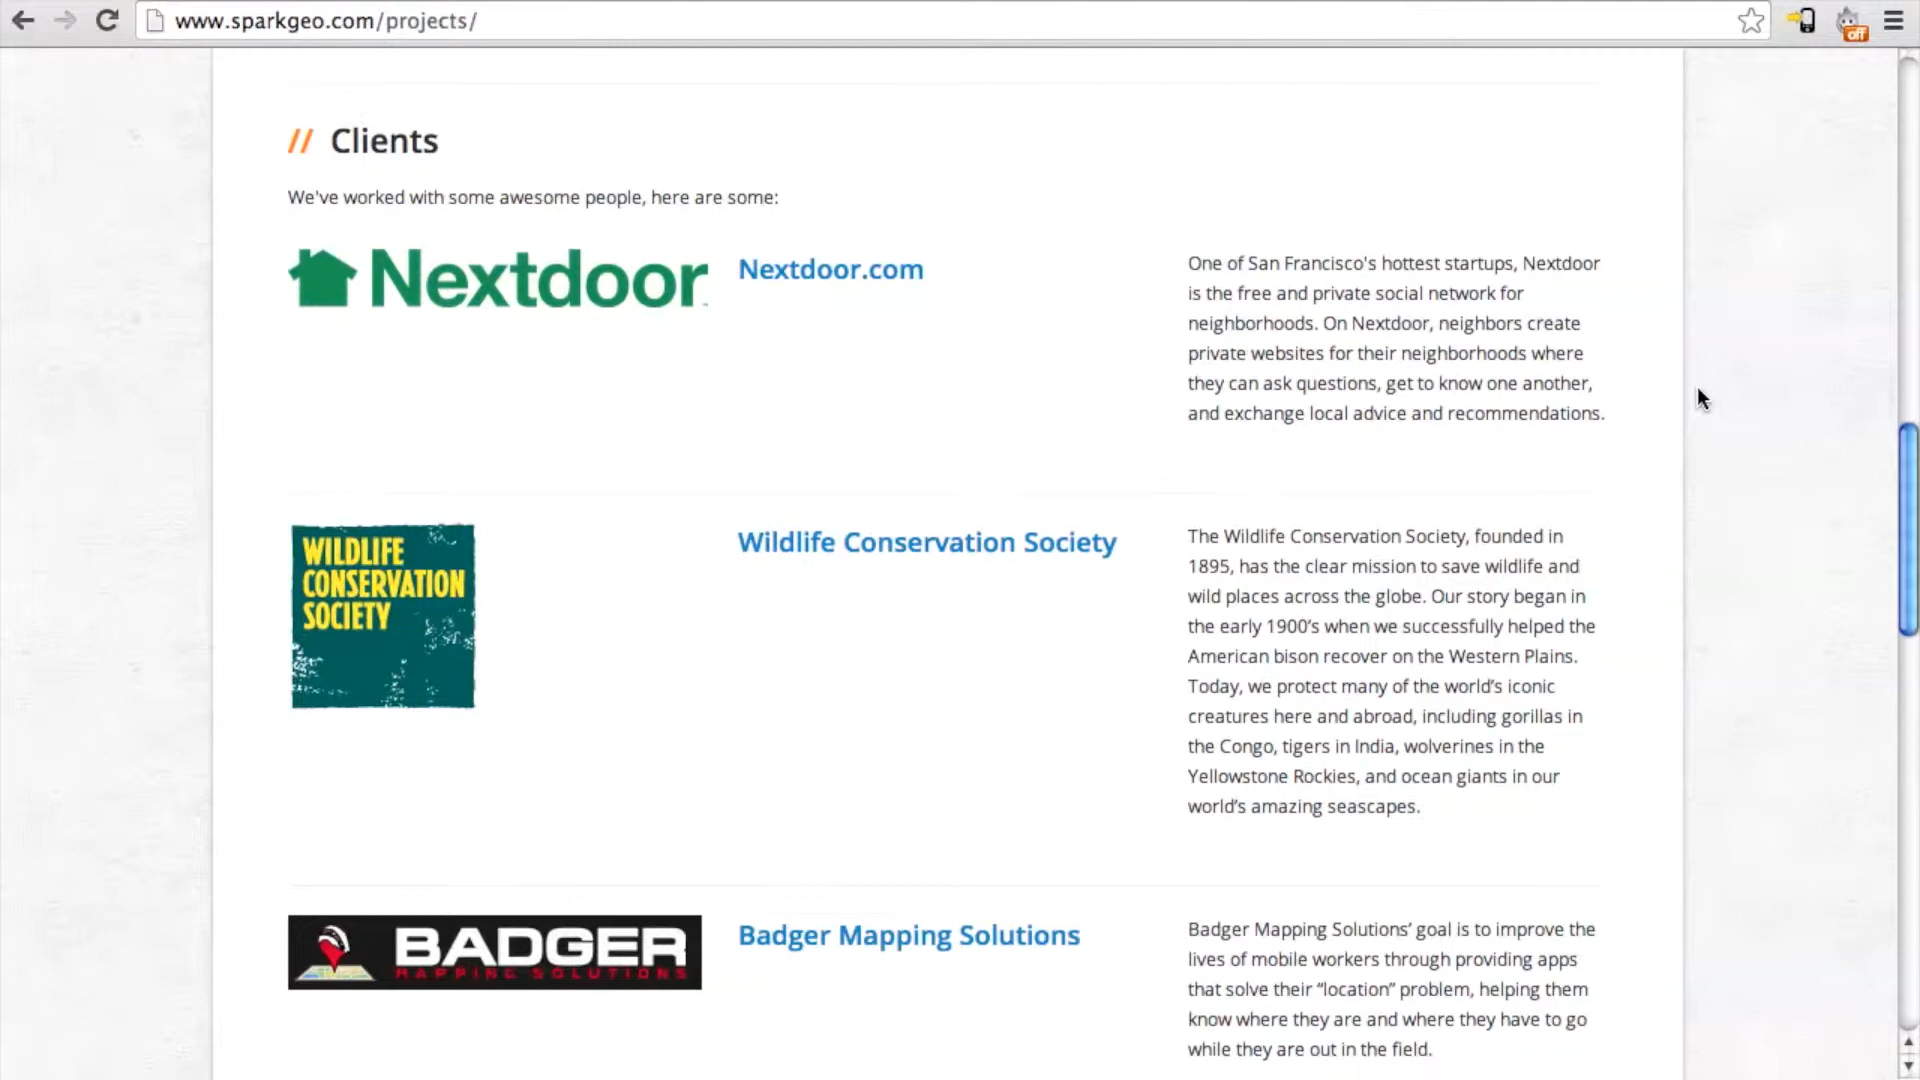 www.sparkgeo.com/projects/
off
// Clients
We've worked with some awesome people, here are some:
Nextdoor
Nextdoor.com
One of San Francisco's hottest startups, Nextdoor
is the free and private social network for
neighborhoods. On Nextdoor, neighbors create
private websites for their neighborhoods where
they can ask questions, get to know one another,
and exchange local advice and recommendations.
WILDLIFE
CONSERVATION
SOCIETY
Wildlife Conservation Society
The Wildlife Conservation Society, founded in
1895, has the clear mission to save wildlife and
wild places across the globe. Our story began in
the early 1900’s when we successfully helped the
American bison recover on the Western Plains.
Today, we protect many of the world’s iconic
creatures here and abroad, including gorillas in
the Congo, tigers in India, wolverines in the
Yellowstone Rockies, and ocean giants in our
world’s amazing seascapes.
BADGER
MAPPING SOLUTIONS
Badger Mapping Solutions
Badger Mapping Solutions’ goal is to improve the
lives of mobile workers through providing apps
that solve their “location” problem, helping them
know where they are and where they have to go
while they are out in the field.